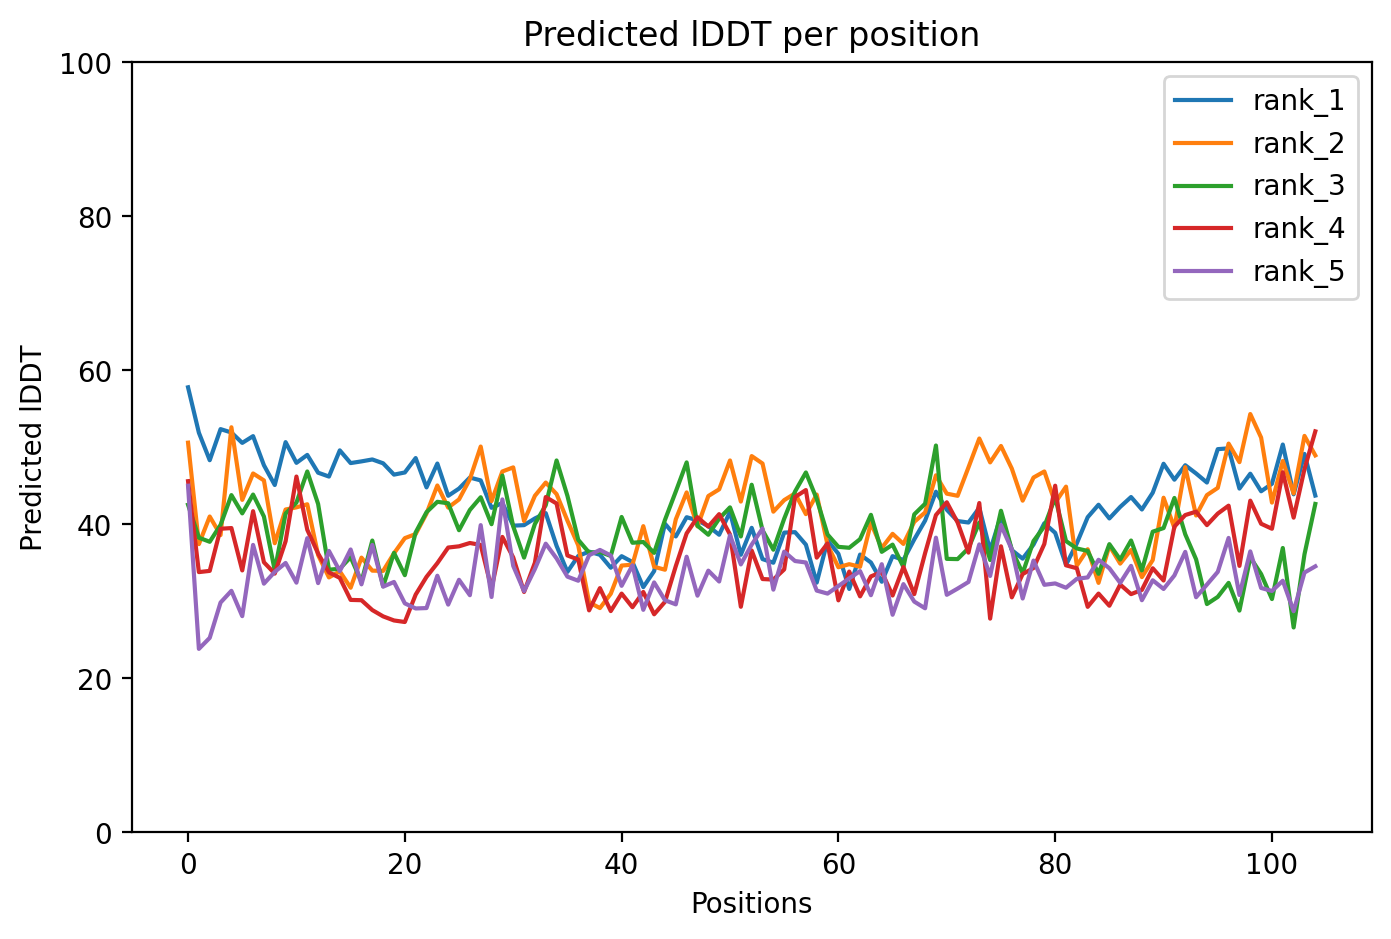 Predicted lDDT per position
100
80
60
40
20
0
Predicted lDDT
0 20 40 60 80 100
Positions
rank_1
rank_2
rank_3
rank_4
rank_5